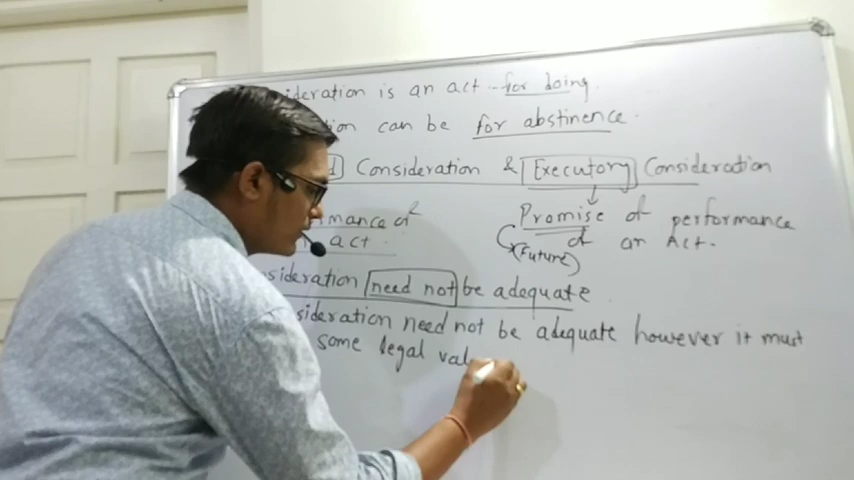 ideration is an act for doing.
tion can be for abstinence.
Consideration & Executory Consideration
mance of Promise of performance
act. of an Act.
(Future)
sideration need not be adequate
sideration need not be adequate however it must
some legal val